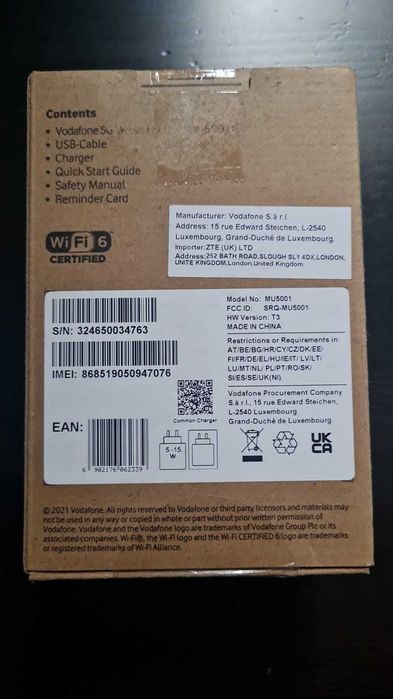 Contents
• Vodafone 5G
• USB-Cable
• Charger
• Quick Start Guide
• Safety Manual
• Reminder Card
Manufacturer: Vodafone S.à r.l.
Address: 15 rue Edward Steichen, L-2540
Luxembourg, Grand-Duché de Luxembourg.
Importer:ZTE (UK) LTD
Address:252 BATH ROAD,SLOUGH SL1 4DX,LONDON,
UNITE KINGDOM,London,United Kingdom
Wi Fi 6
CERTIFIED
S/N: 324650034763
IMEI: 868519050947076
Common Charger
EAN:
6 902176 062339
5 -15
W
Model No: MU5001
FCC ID: SRQ-MU5001
HW Version: T3
MADE IN CHINA
Restrictions or Requirements in:
AT/BE/BG/HR/CY/CZ/DK/EE/
FI/FR/DE/EL/HU/IE/IT/ LV/LT/
LU/MT/NL/ PL/PT/RO/SK/
SI/ES/SE/UK(NI)
Vodafone Procurement Company
S.à r.l., 15 rue Edward Steichen,
L-2540 Luxembourg
Grand-Duché de Luxembourg
UK
CA
© 2021 Vodafone. All rights reserved. Vodafone or third party licensors and materials may
not be used in any way or copied in whole or part without prior written permission of
Vodafone. Vodafone and the Vodafone logo are trademarks of Vodafone Group Plc or its
associated companies. Wi-Fi®, the Wi-Fi logo and the Wi-Fi CERTIFIED 6 logo are trademarks
or registered trademarks of Wi-Fi Alliance.